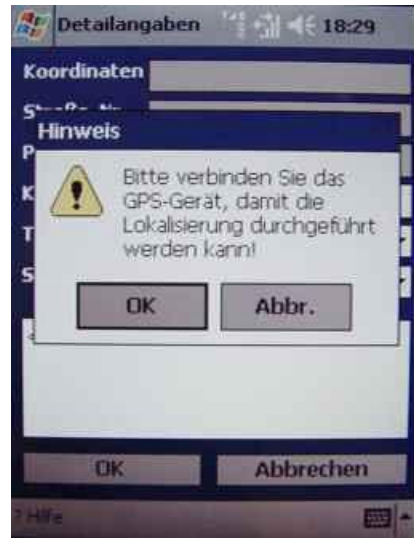 Detailangaben
18:29
Koordinaten
Hinweis
P
K
T
S
Bitte verbinden Sie das
GPS-Gerät, damit die
Lokalisierung durchgeführt
werden kann!
OK Abbr.
OK Abbrechen
? Hilfe